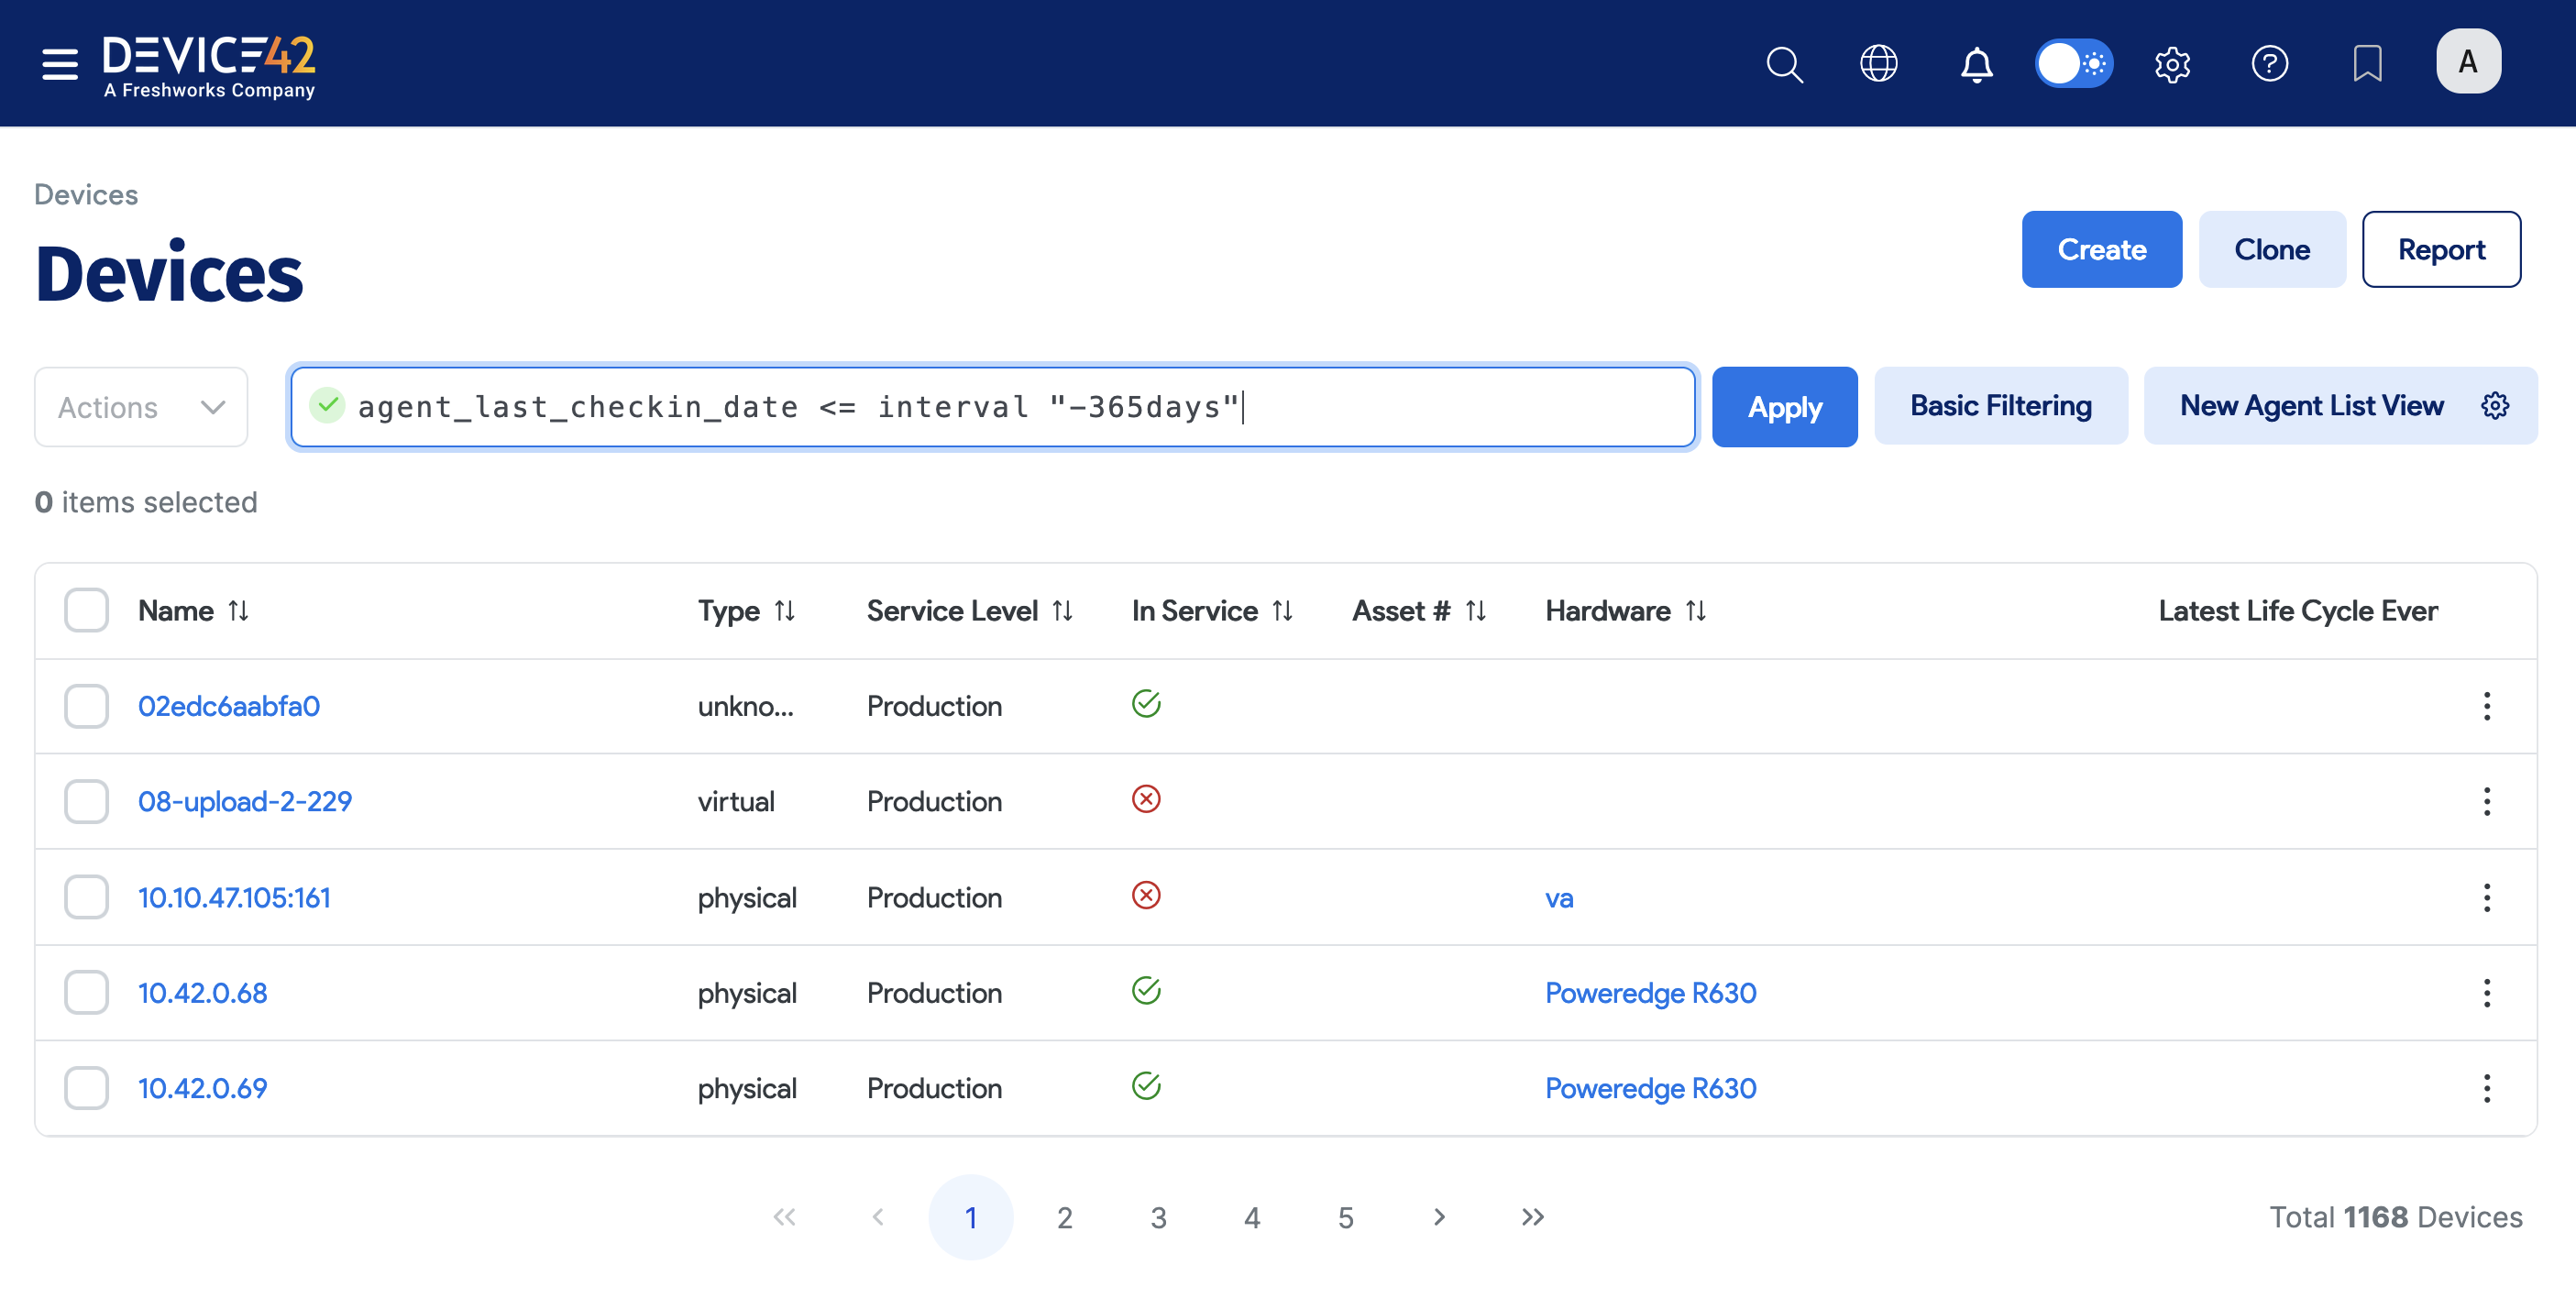 DEVICE42
A Freshworks Company
A
Devices
Devices
Create
Clone
Report
Actions
agent_last_checkin_date <= interval "-365days"
Apply
Basic Filtering
New Agent List View
0 items selected
Name Type Service Level In Service Asset # Hardware Latest Life Cycle Ever
02edc6aabfa0 unkno... Production
08-upload-2-229 virtual Production
10.10.47.105:161 physical Production va
10.42.0.68 physical Production Poweredge R630
10.42.0.69 physical Production Poweredge R630
« ‹ 1 2 3 4 5 › »
Total 1168 Devices